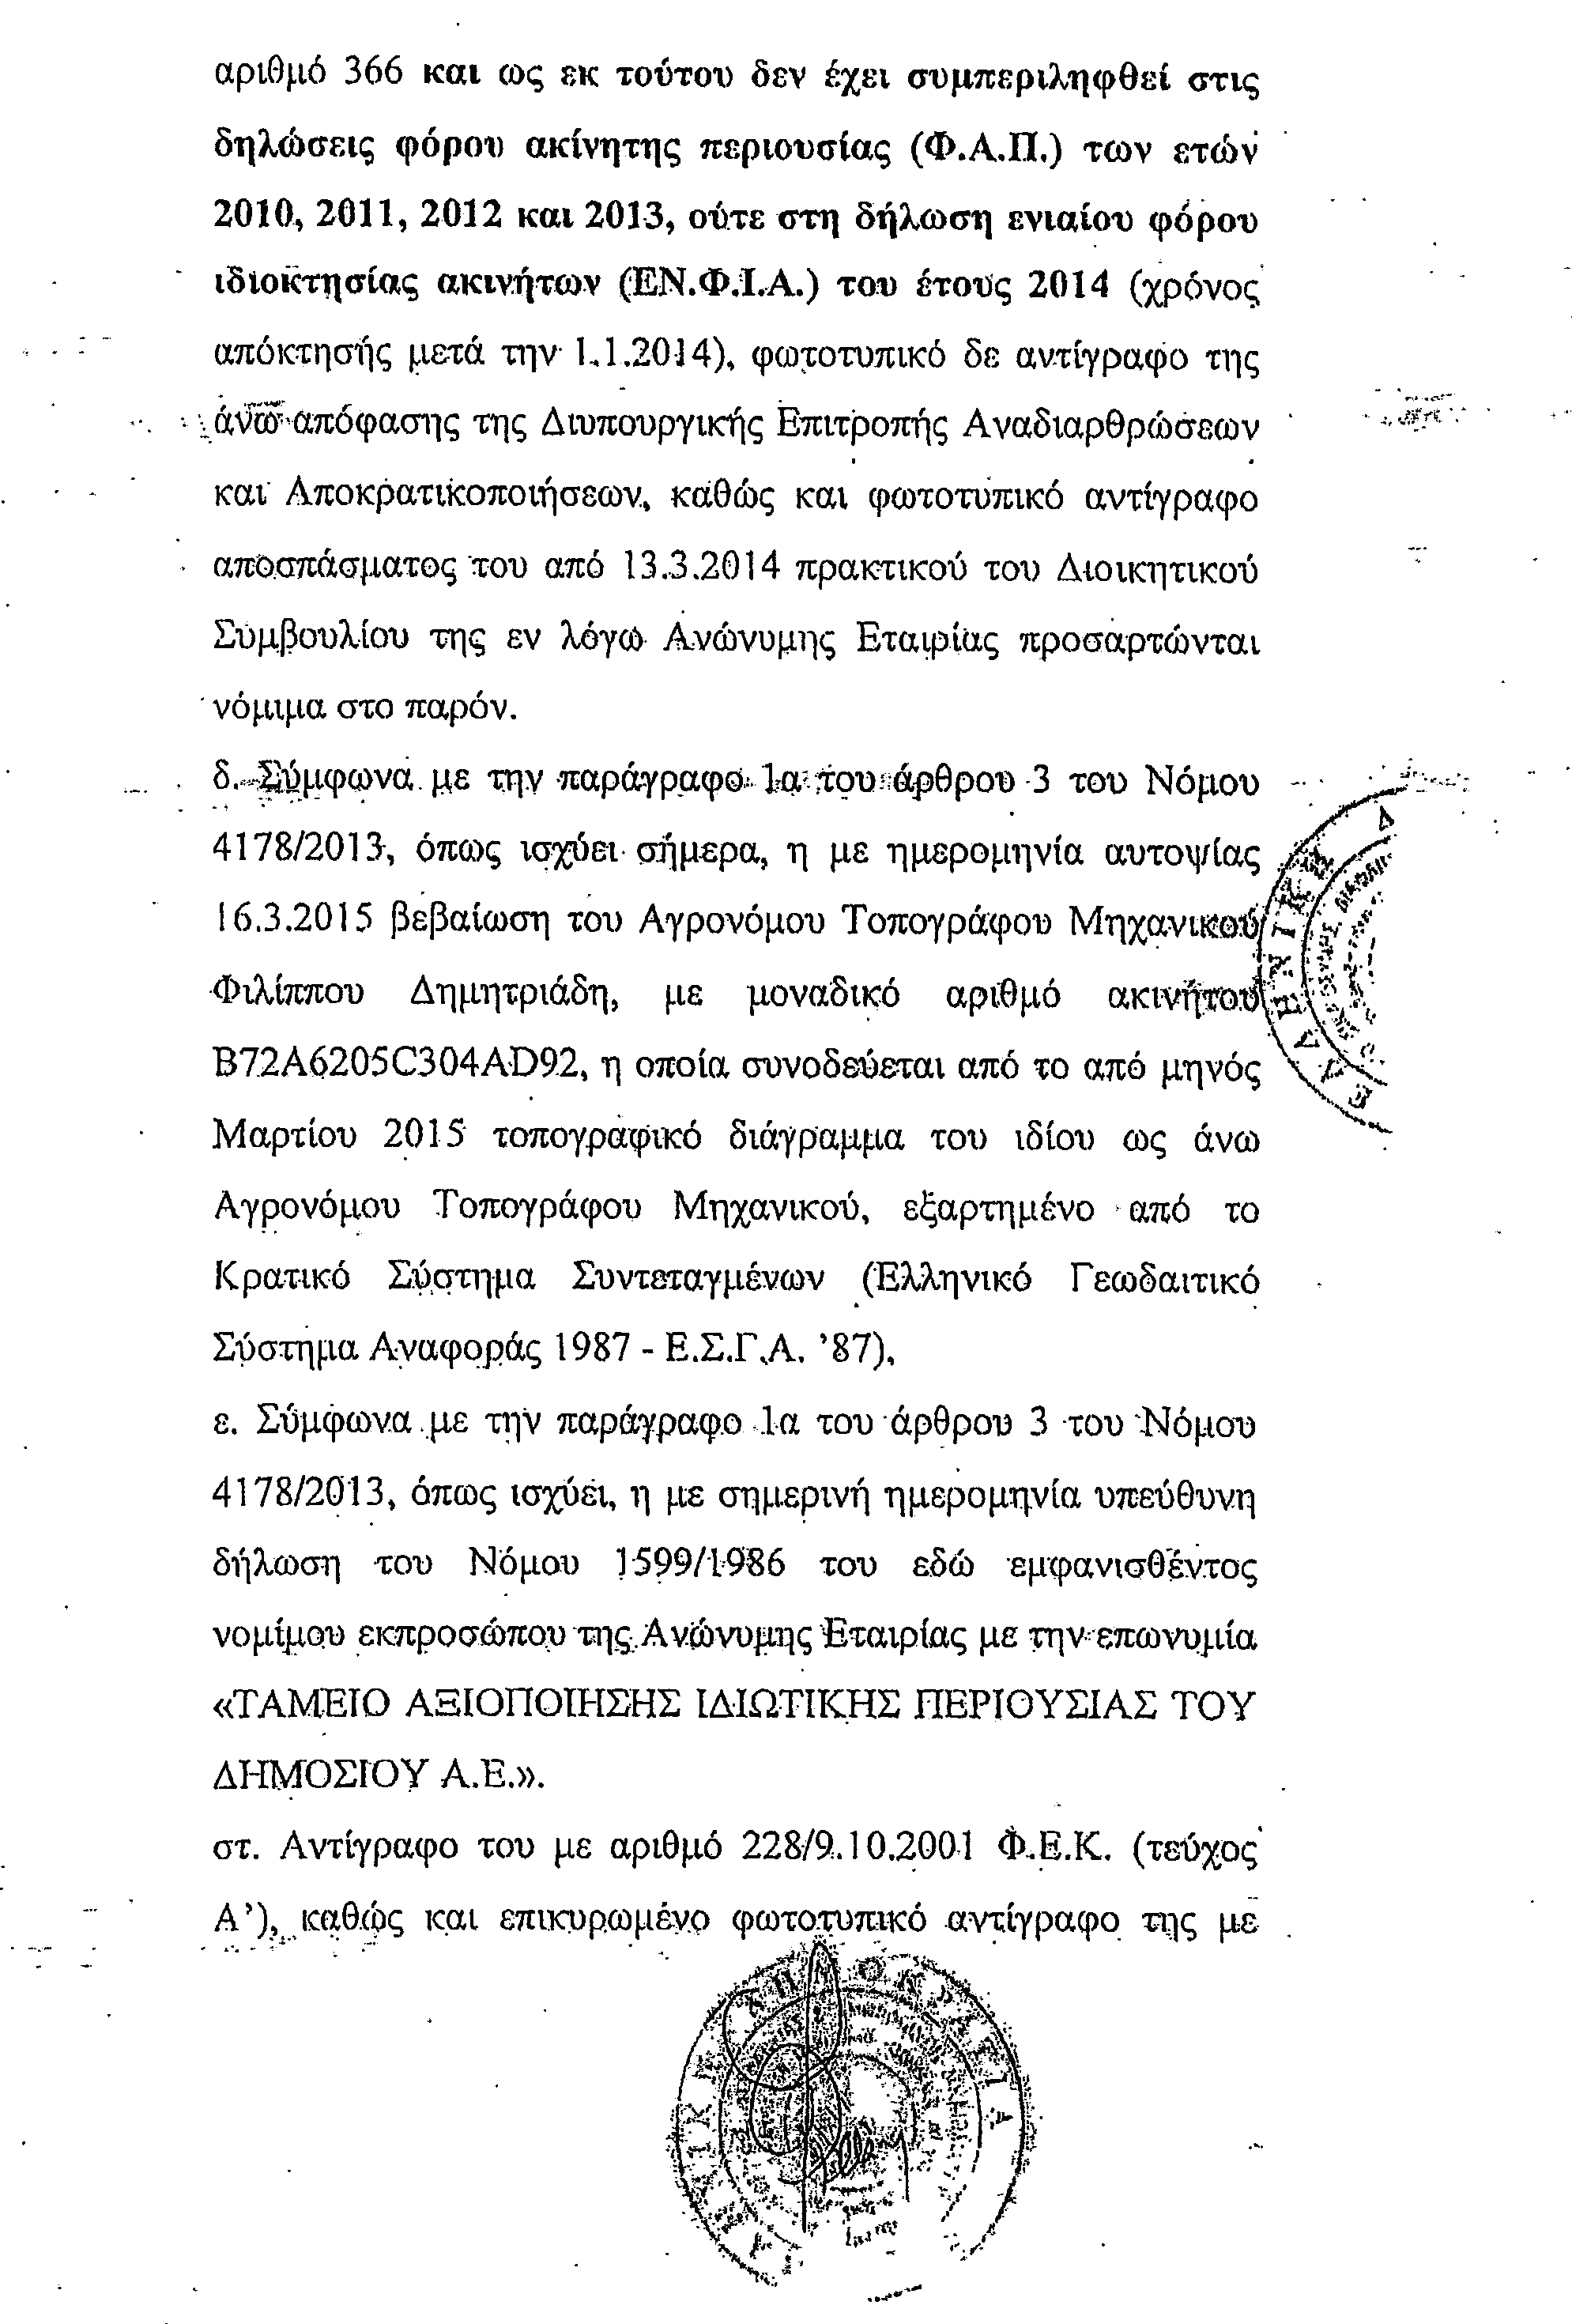 αριθμό 366 και ως εκ τούτου δεν έχει συμπεριληφθεί στις
δηλώσεις φόρου ακίνητης περιουσίας (Φ.Α.Π.) των ετών
2010, 2011, 2012 και 2013, ούτε στη δήλωση ενιαίου φόρου
ιδιοκτησίας ακινήτων (ΕΝ.Φ.Ι.Α.) του έτους 2014 (χρόνος
απόκτησής μετά την 1.1.2014), φωτοτυπικό δε αντίγραφο της
άνω απόφασης της Διυπουργικής Επιτροπής Αναδιαρθρώσεων
και Αποκρατικοποιήσεων, καθώς και φωτοτυπικό αντίγραφο
αποσπάσματος του από 13.3.2014 πρακτικού του Διοικητικού
Συμβουλίου της εν λόγω Ανώνυμης Εταιρίας προσαρτώνται
νόμιμα στο παρόν.
δ. Σύμφωνα με την παράγραφο 1α του άρθρου 3 του Νόμου
4178/2013, όπως ισχύει σήμερα, η με ημερομηνία αυτοψίας
16.3.2015 βεβαίωση του Αγρονόμου Τοπογράφου Μηχανικού
Φιλίππου Δημητριάδη, με μοναδικό αριθμό ακινήτου
B72A6205C304AD92, η οποία συνοδεύεται από το από μηνός
Μαρτίου 2015 τοπογραφικό διάγραμμα του ιδίου ως άνω
Αγρονόμου Τοπογράφου Μηχανικού, εξαρτημένο από το
Κρατικό Σύστημα Συντεταγμένων (Ελληνικό Γεωδαιτικό
Σύστημα Αναφοράς 1987 - Ε.Σ.Γ.Α. ’87),
ε. Σύμφωνα με την παράγραφο 1α του άρθρου 3 του Νόμου
4178/2013, όπως ισχύει, η με σημερινή ημερομηνία υπεύθυνη
δήλωση του Νόμου 1599/1986 του εδώ εμφανισθέντος
νομίμου εκπροσώπου της Ανώνυμης Εταιρίας με την επωνυμία
«ΤΑΜΕΙΟ ΑΞΙΟΠΟΙΗΣΗΣ ΙΔΙΩΤΙΚΗΣ ΠΕΡΙΟΥΣΙΑΣ ΤΟΥ
ΔΗΜΟΣΙΟΥ Α.Ε.».
στ. Αντίγραφο του με αριθμό 228/9.10.2001 Φ.Ε.Κ. (τεύχος
Α’), καθώς και επικυρωμένο φωτοτυπικό αντίγραφο της με